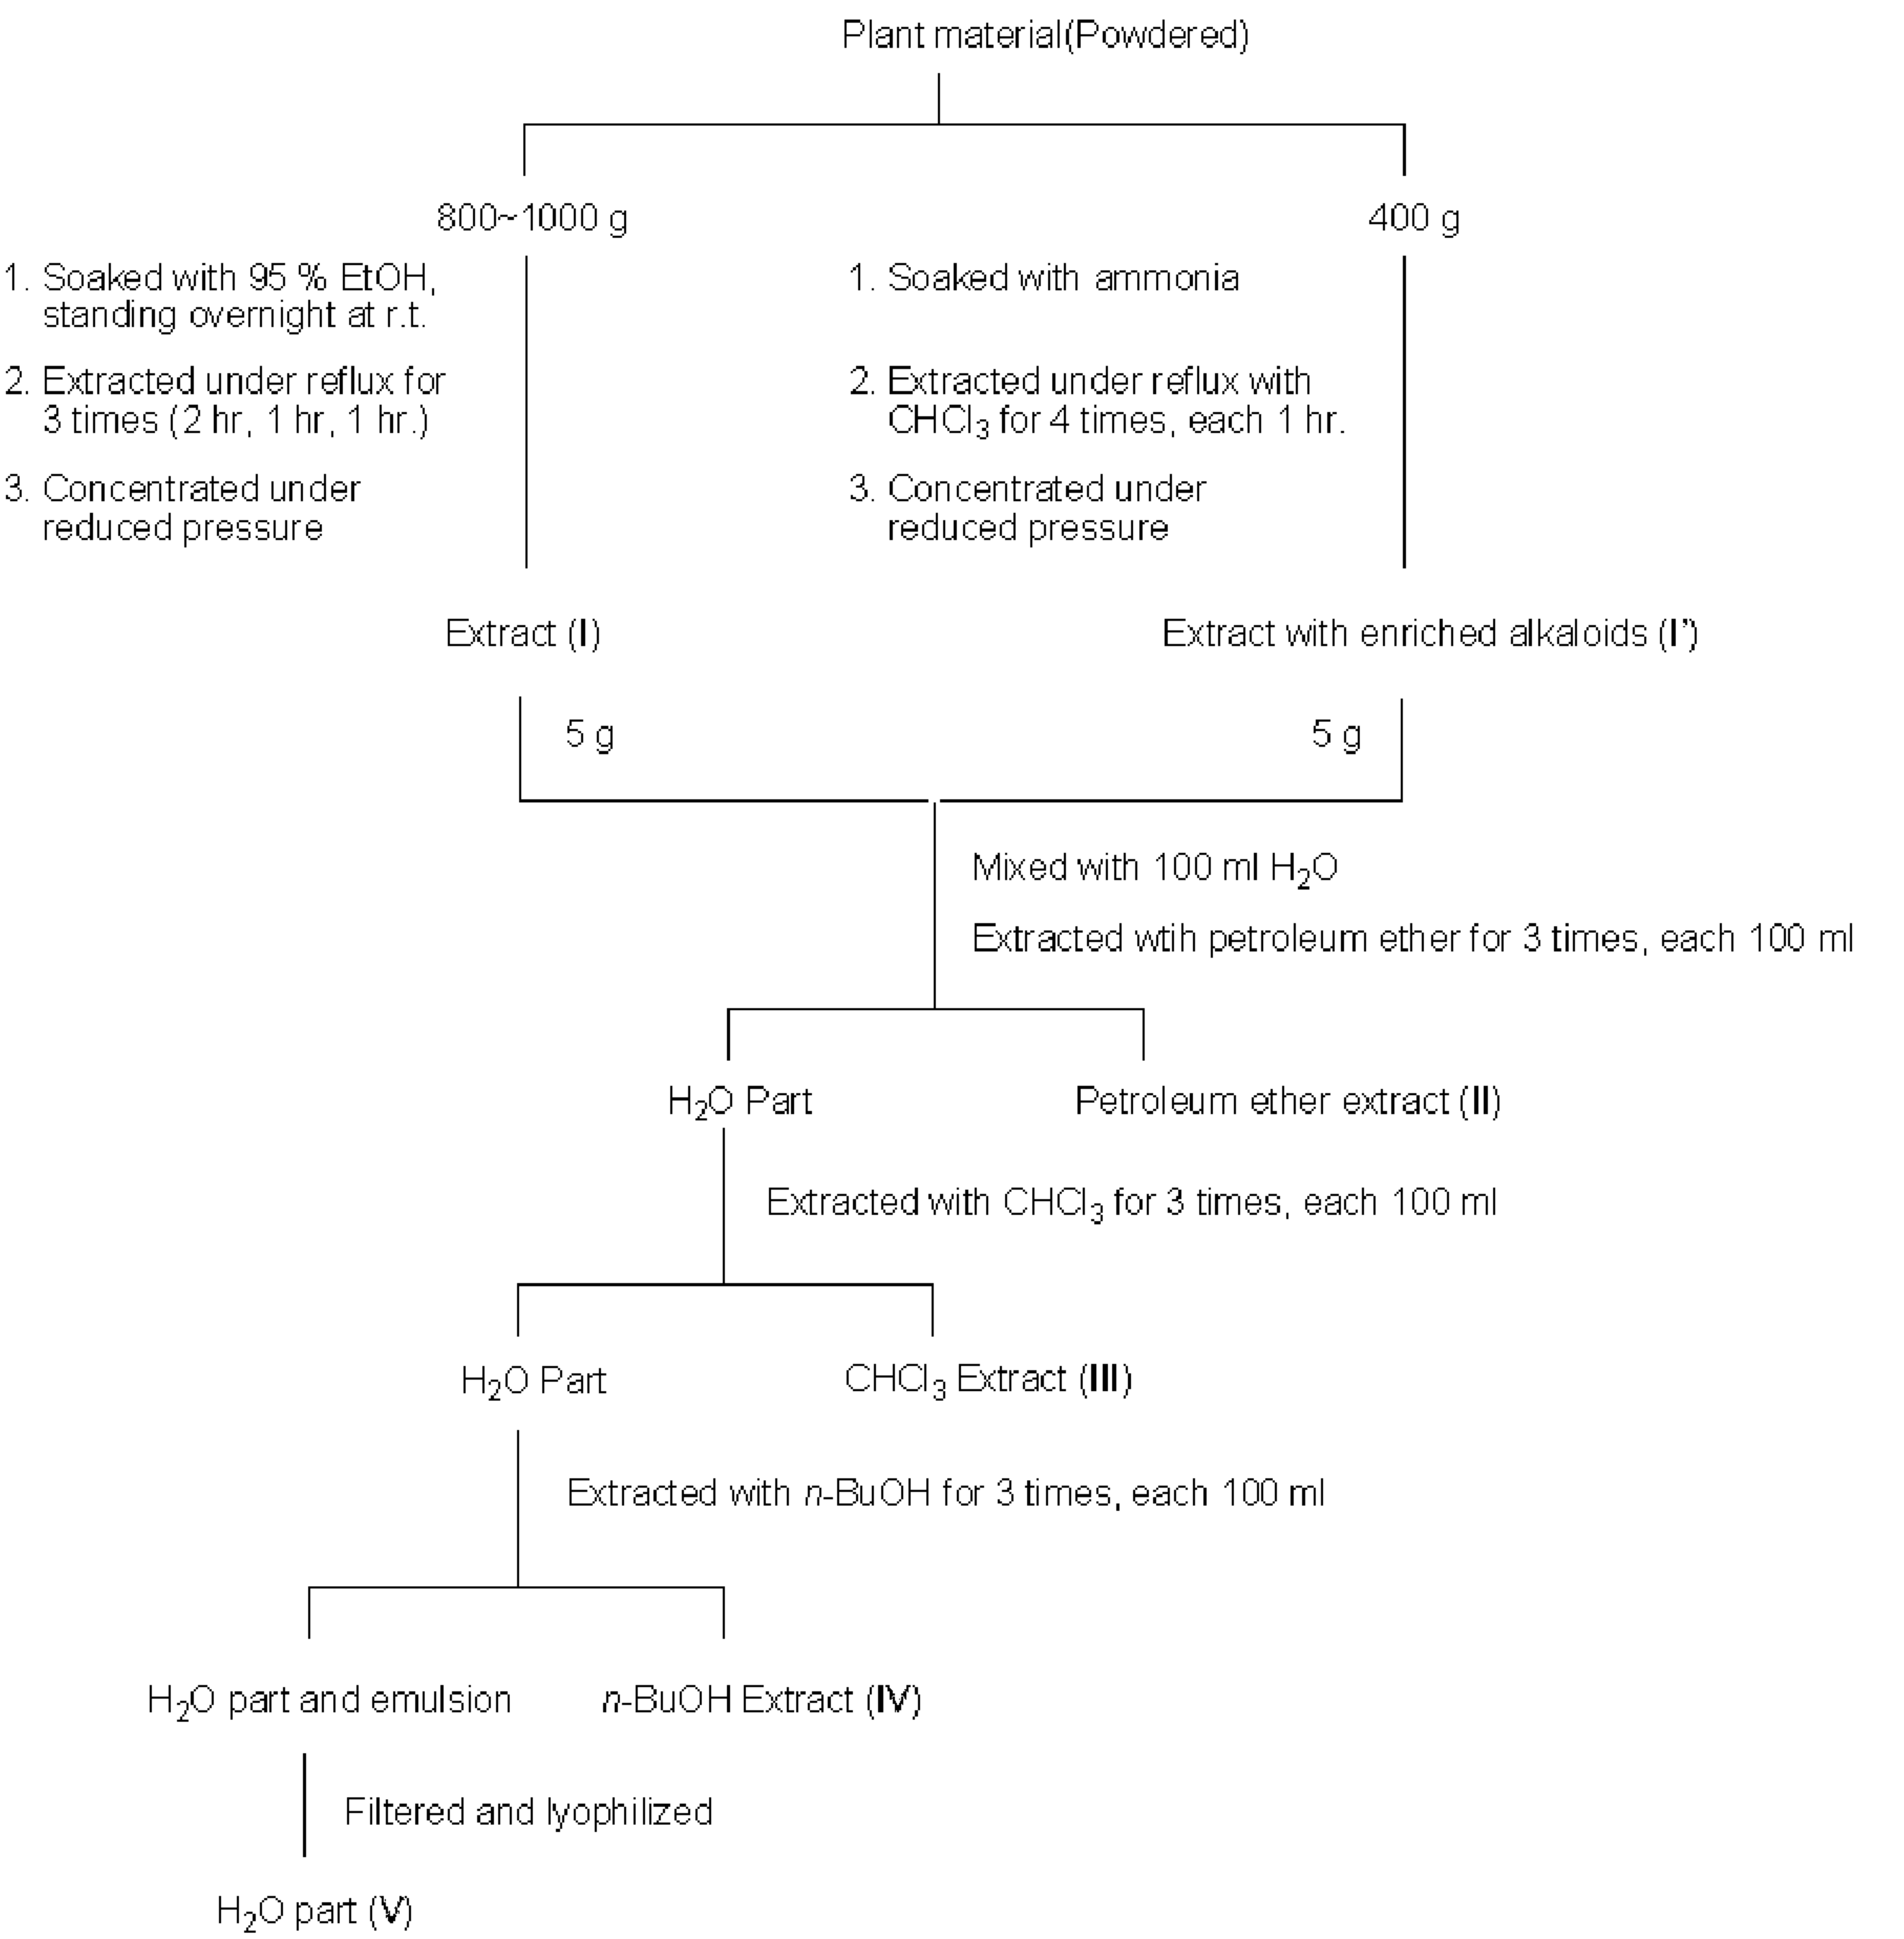 Plant material(Powdered)
800~1000 g
400 g
1. Soaked with 95 % EtOH,
standing overnight at r.t.
2. Extracted under reflux for
3 times (2 hr, 1 hr, 1 hr.)
3. Concentrated under
reduced pressure
1. Soaked with ammonia
2. Extracted under reflux with
CHCl₃ for 4 times, each 1 hr.
3. Concentrated under
reduced pressure
Extract (I)
Extract with enriched alkaloids (I')
5 g
5 g
Mixed with 100 ml H₂O
Extracted wtih petroleum ether for 3 times, each 100 ml
H₂O Part
Petroleum ether extract (II)
Extracted with CHCl₃ for 3 times, each 100 ml
H₂O Part
CHCl₃ Extract (III)
Extracted with n-BuOH for 3 times, each 100 ml
H₂O part and emulsion
n-BuOH Extract (IV)
Filtered and lyophilized
H₂O part (V)